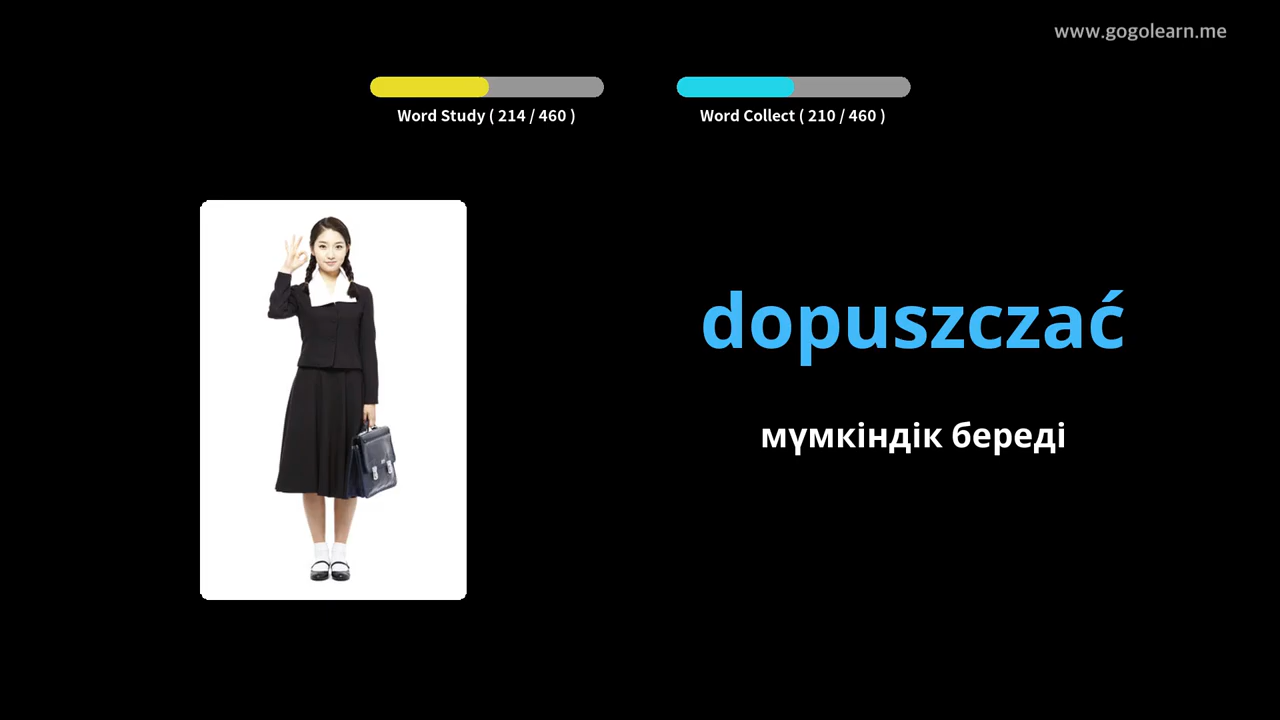 www.gogolearn.me
Word Study ( 214 / 460 )
Word Collect ( 210 / 460 )
dopuszczać
мүмкіндік береді